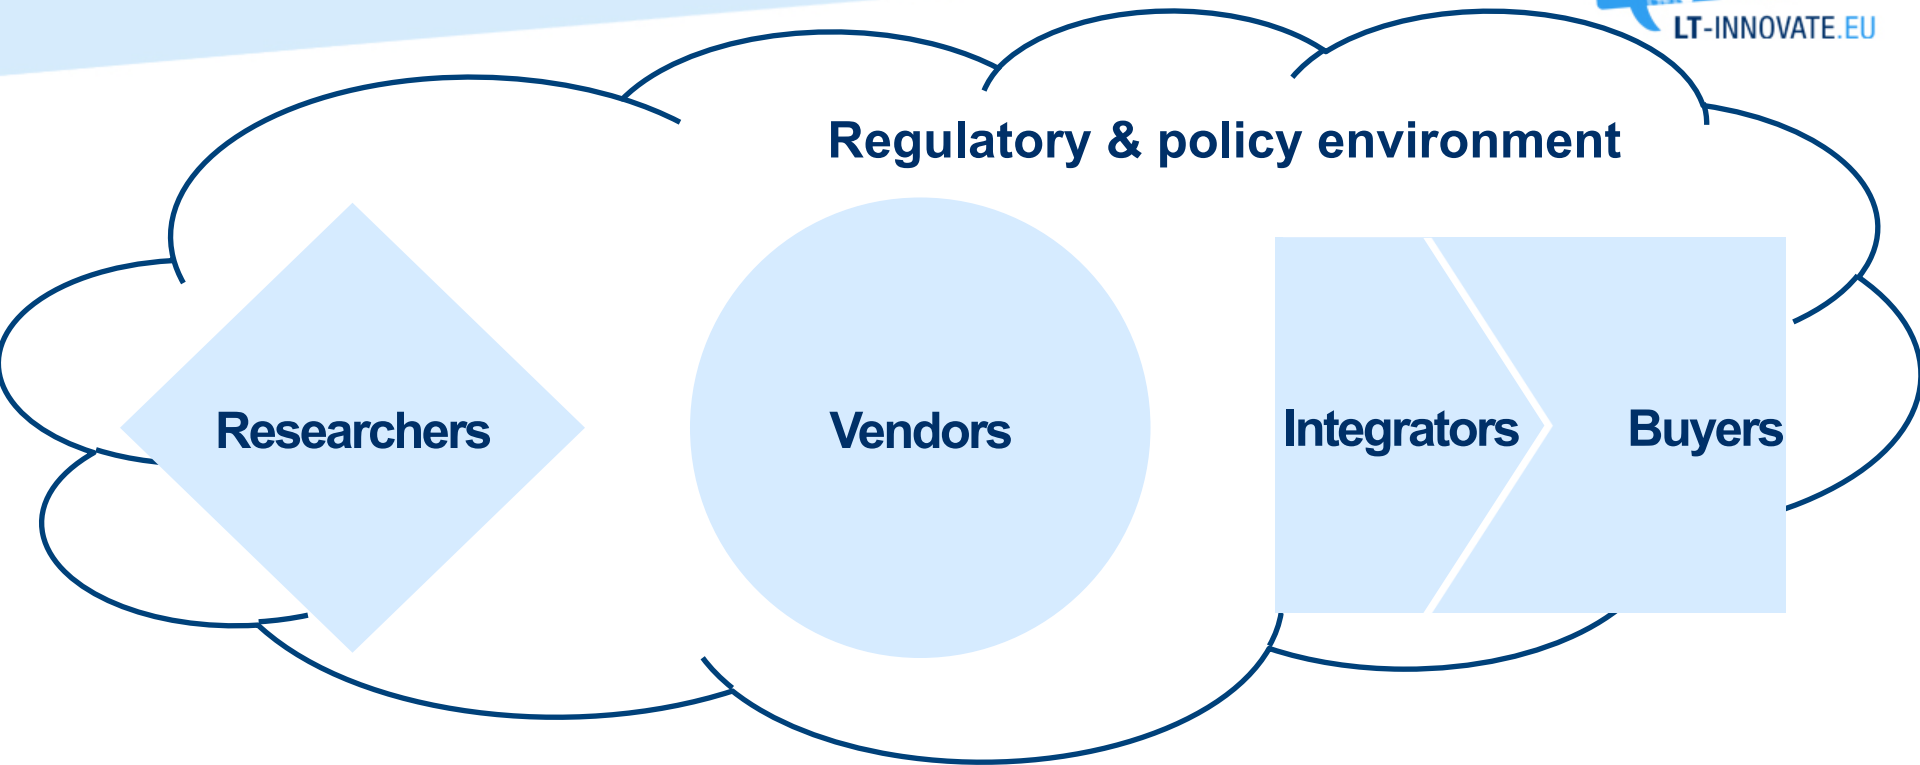 LT-INNOVATE.EU
Regulatory & policy environment
Researchers
Vendors
Integrators
Buyers